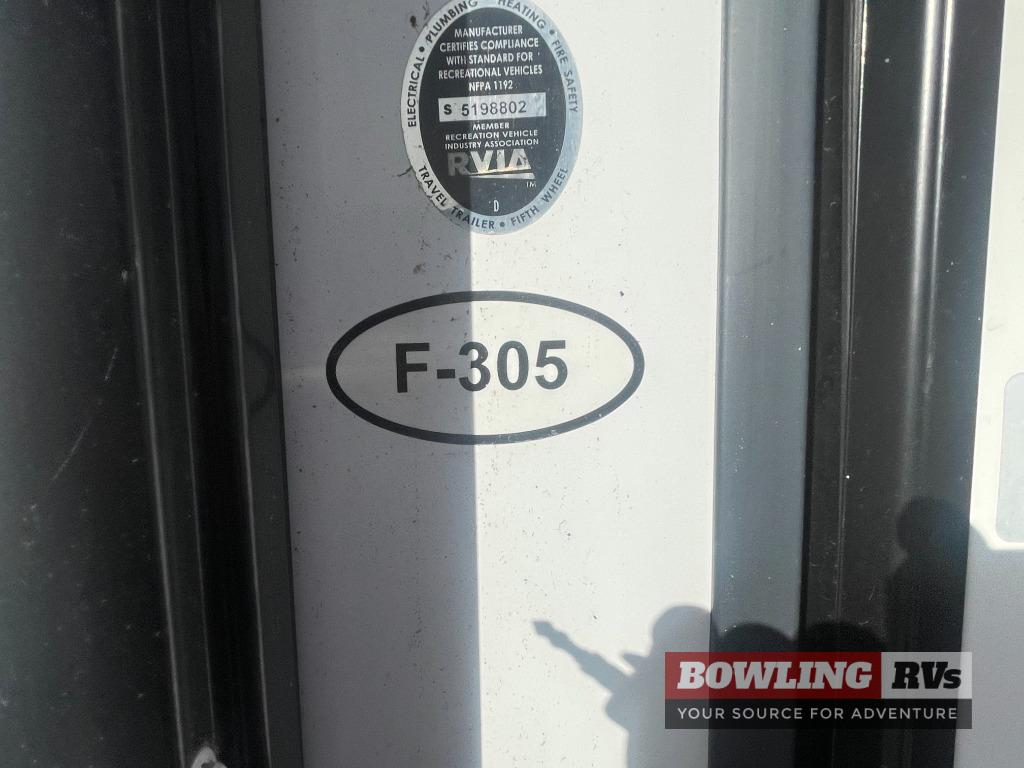 ELECTRICAL • PLUMBING HEATING • FIRE SAFETY
MANUFACTURER
CERTIFIES COMPLIANCE
WITH STANDARD FOR
RECREATIONAL VEHICLES
NFPA 1192
S 5198802
MEMBER
RECREATION VEHICLE
INDUSTRY ASSOCIATION
RVIA
TM
D
TRAVEL TRAILER • FIFTH WHEEL
F-305
BOWLING RVs
YOUR SOURCE FOR ADVENTURE